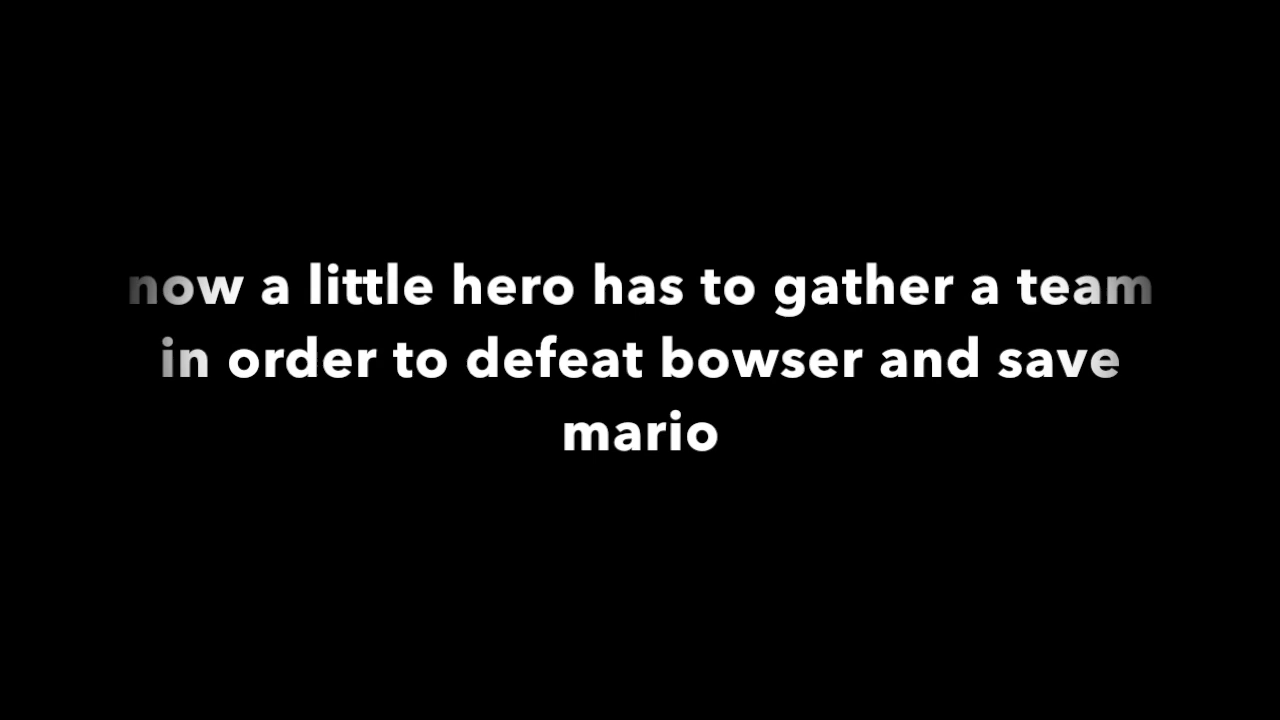 now a little hero has to gather a team
in order to defeat bowser and save
mario